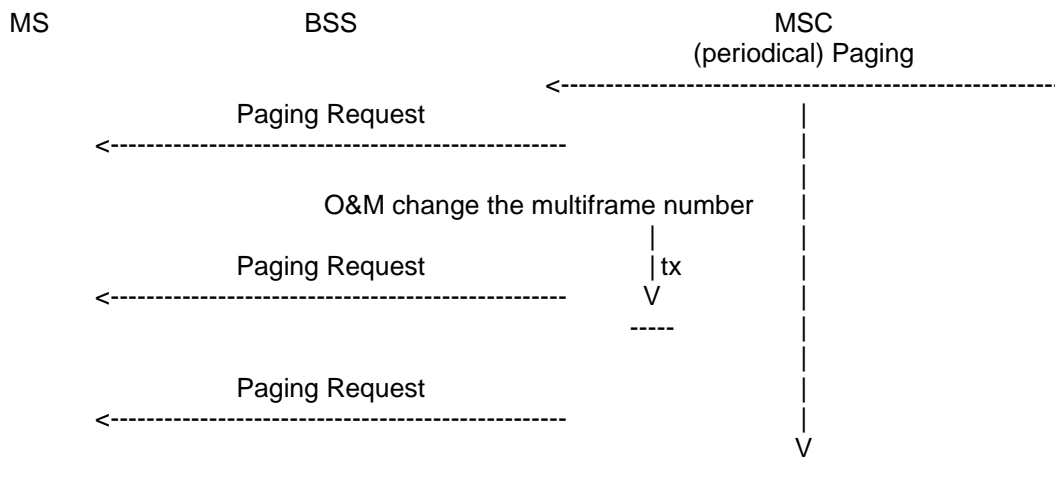 MS BSS MSC
(periodical) Paging
<-------------------------------------------------------
Paging Request |
<--------------------------------------------------- |
|
O&M change the multiframe number |
| |
Paging Request | tx |
<--------------------------------------------------- V |
----- |
|
Paging Request |
<--------------------------------------------------- |
V